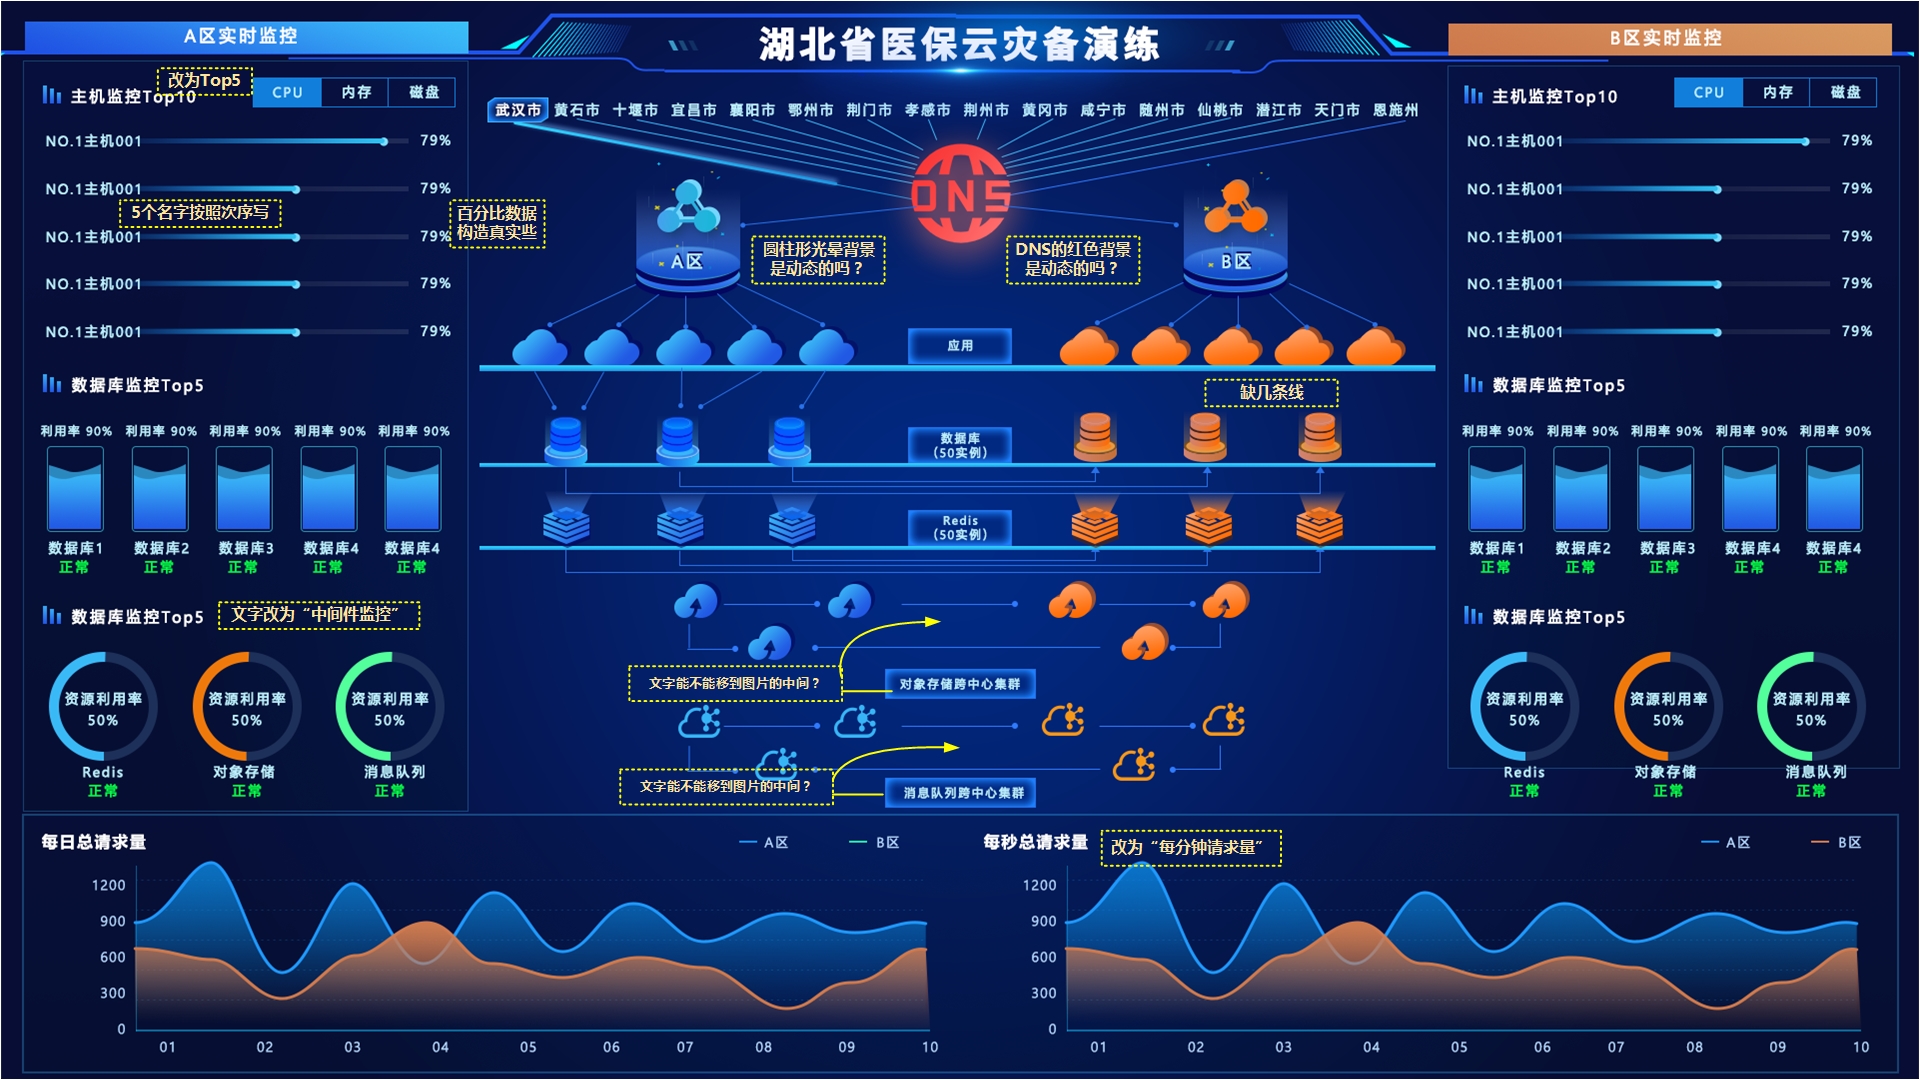 湖北省医保云灾备演练
A区实时监控
主机监控Top10
改为Top5
CPU 内存 磁盘
NO.1主机001 79%
NO.1主机001 79%
5个名字按照次序写
百分比数据
构造真实些
NO.1主机001 79%
NO.1主机001 79%
NO.1主机001 79%
数据库监控Top5
利用率 90% 利用率 90% 利用率 90% 利用率 90% 利用率 90%
数据库1 数据库2 数据库3 数据库4 数据库4
正常 正常 正常 正常 正常
数据库监控Top5
文字改为“中间件监控”
资源利用率 资源利用率 资源利用率
50% 50% 50%
Redis 对象存储 消息队列
正常 正常 正常
武汉市 黄石市 十堰市 宜昌市 襄阳市 鄂州市 荆门市 孝感市 荆州市 黄冈市 咸宁市 随州市 仙桃市 潜江市 天门市 恩施州
DNS
A区
圆柱形光晕背景
是动态的吗？
DNS的红色背景
是动态的吗？
B区
应用
缺几条线
数据库
（50实例）
Redis
（50实例）
文字能不能移到图片的中间？
对象存储跨中心集群
文字能不能移到图片的中间？
消息队列跨中心集群
B区实时监控
主机监控Top10
CPU 内存 磁盘
NO.1主机001 79%
NO.1主机001 79%
NO.1主机001 79%
NO.1主机001 79%
NO.1主机001 79%
数据库监控Top5
利用率 90% 利用率 90% 利用率 90% 利用率 90% 利用率 90%
数据库1 数据库2 数据库3 数据库4 数据库4
正常 正常 正常 正常 正常
数据库监控Top5
资源利用率 资源利用率 资源利用率
50% 50% 50%
Redis 对象存储 消息队列
正常 正常 正常
每日总请求量
A区 B区
1200
900
600
300
0
01 02 03 04 05 06 07 08 09 10
每秒总请求量
改为“每分钟请求量”
A区 B区
1200
900
600
300
0
01 02 03 04 05 06 07 08 09 10